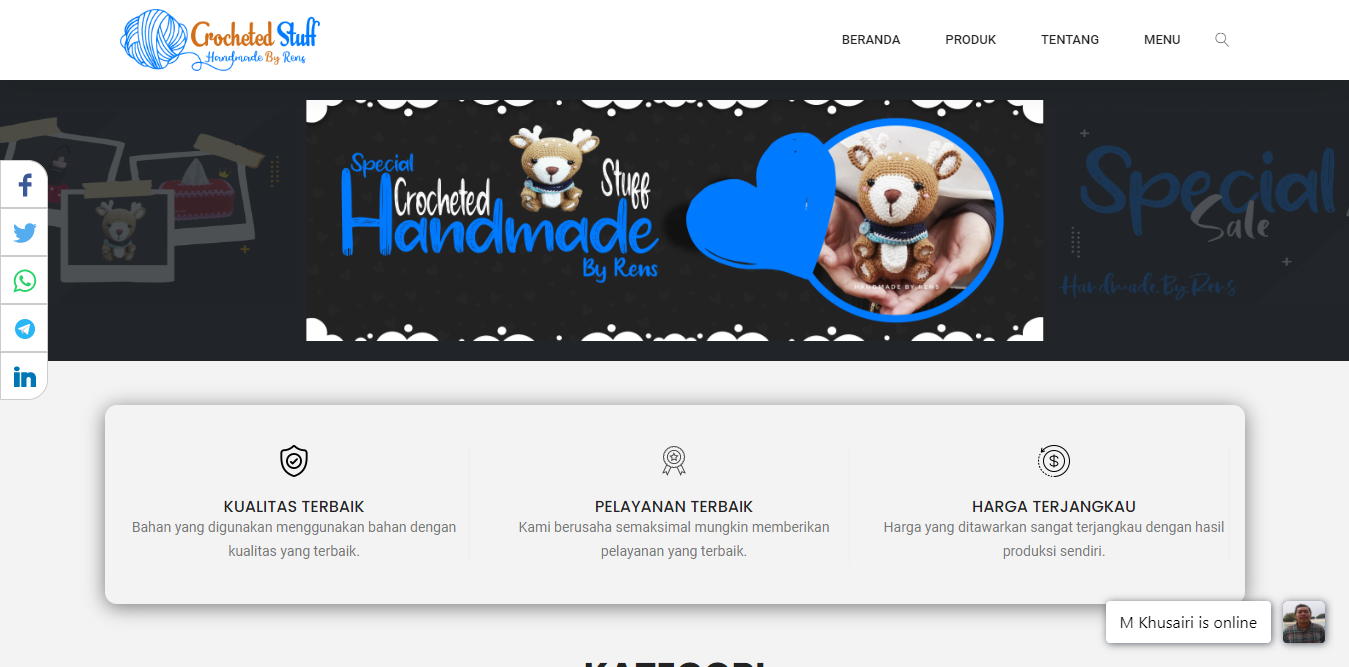 Crocheted Stuff
Handmade By Rens
BERANDA
PRODUK
TENTANG
MENU
Special
Crocheted
Stuff
Handmade
By Rens
HANDMADE BY RENS
Special
Sale
Handmade By Rens
KUALITAS TERBAIK
Bahan yang digunakan menggunakan bahan dengan
kualitas yang terbaik.
PELAYANAN TERBAIK
Kami berusaha semaksimal mungkin memberikan
pelayanan yang terbaik.
HARGA TERJANGKAU
Harga yang ditawarkan sangat terjangkau dengan hasil
produksi sendiri.
M Khusairi is online
KATEGORI